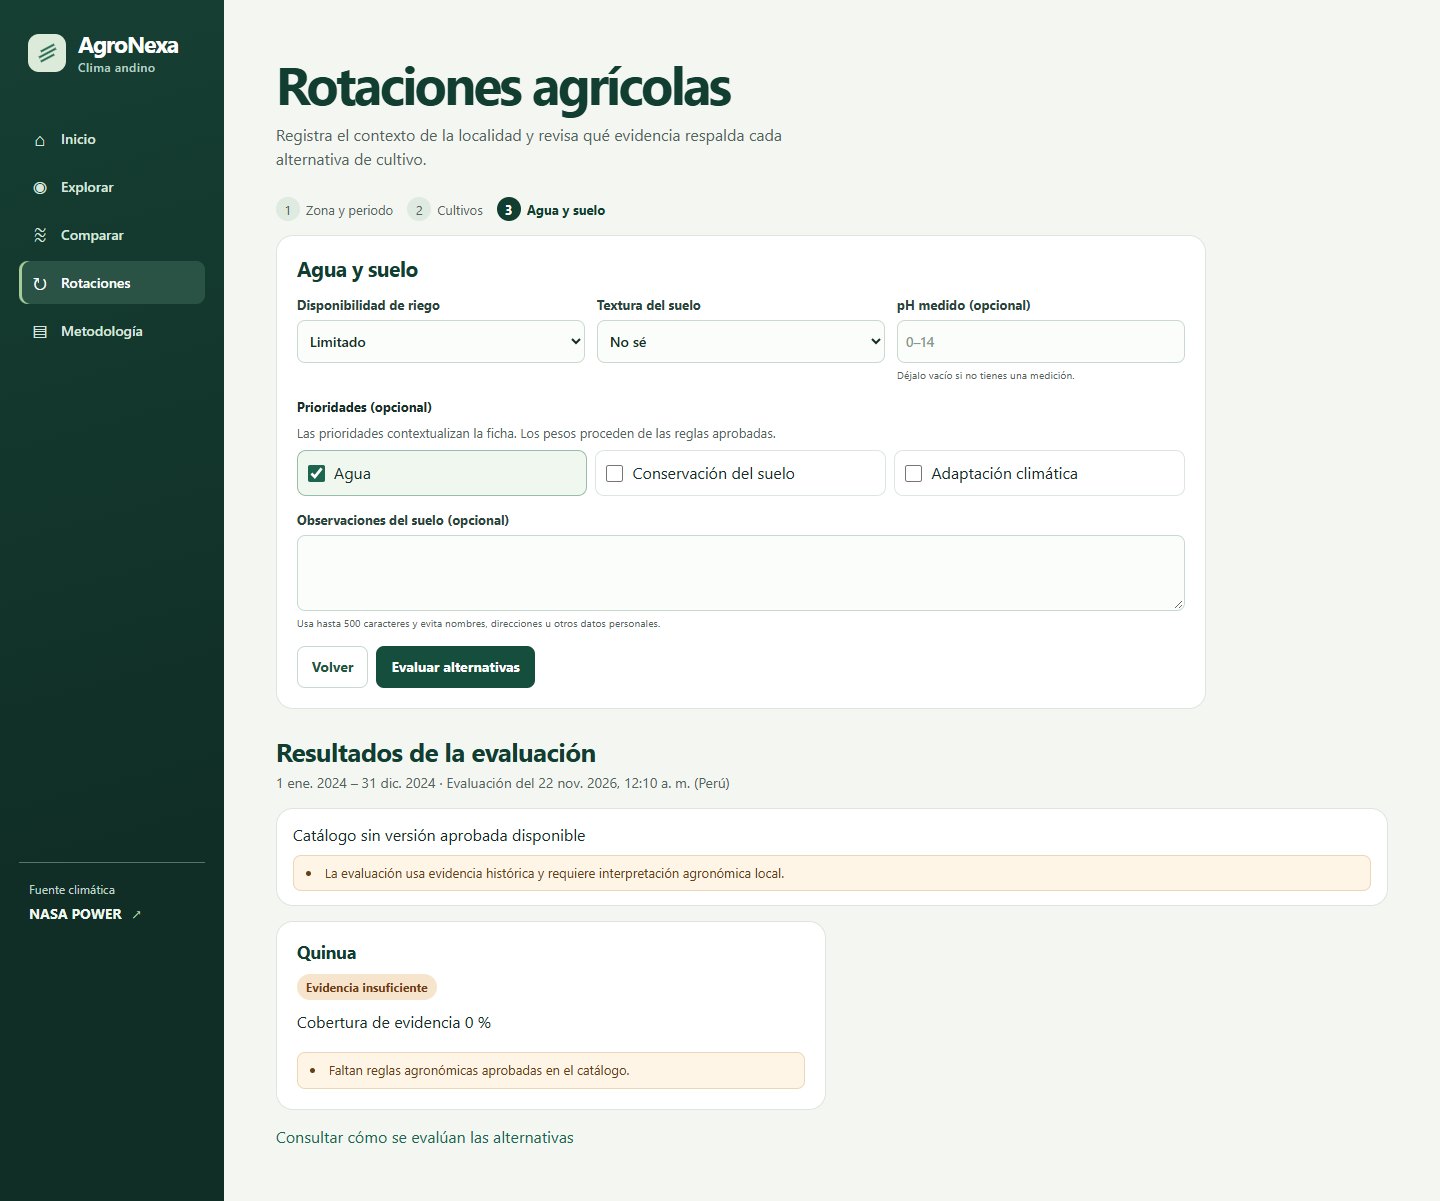 AgroNexa
Clima andino
Inicio
Explorar
Comparar
Rotaciones
Metodología
Fuente climática
NASA POWER ↗
Rotaciones agrícolas
Registra el contexto de la localidad y revisa qué evidencia respalda cada
alternativa de cultivo.
1 Zona y periodo 2 Cultivos 3 Agua y suelo
Agua y suelo
Disponibilidad de riego Textura del suelo pH medido (opcional)
Limitado No sé 0–14
Déjalo vacío si no tienes una medición.
Prioridades (opcional)
Las prioridades contextualizan la ficha. Los pesos proceden de las reglas aprobadas.
Agua Conservación del suelo Adaptación climática
Observaciones del suelo (opcional)
Usa hasta 500 caracteres y evita nombres, direcciones u otros datos personales.
Volver Evaluar alternativas
Resultados de la evaluación
1 ene. 2024 – 31 dic. 2024 · Evaluación del 22 nov. 2026, 12:10 a. m. (Perú)
Catálogo sin versión aprobada disponible
• La evaluación usa evidencia histórica y requiere interpretación agronómica local.
Quinua
Evidencia insuficiente
Cobertura de evidencia 0 %
• Faltan reglas agronómicas aprobadas en el catálogo.
Consultar cómo se evalúan las alternativas